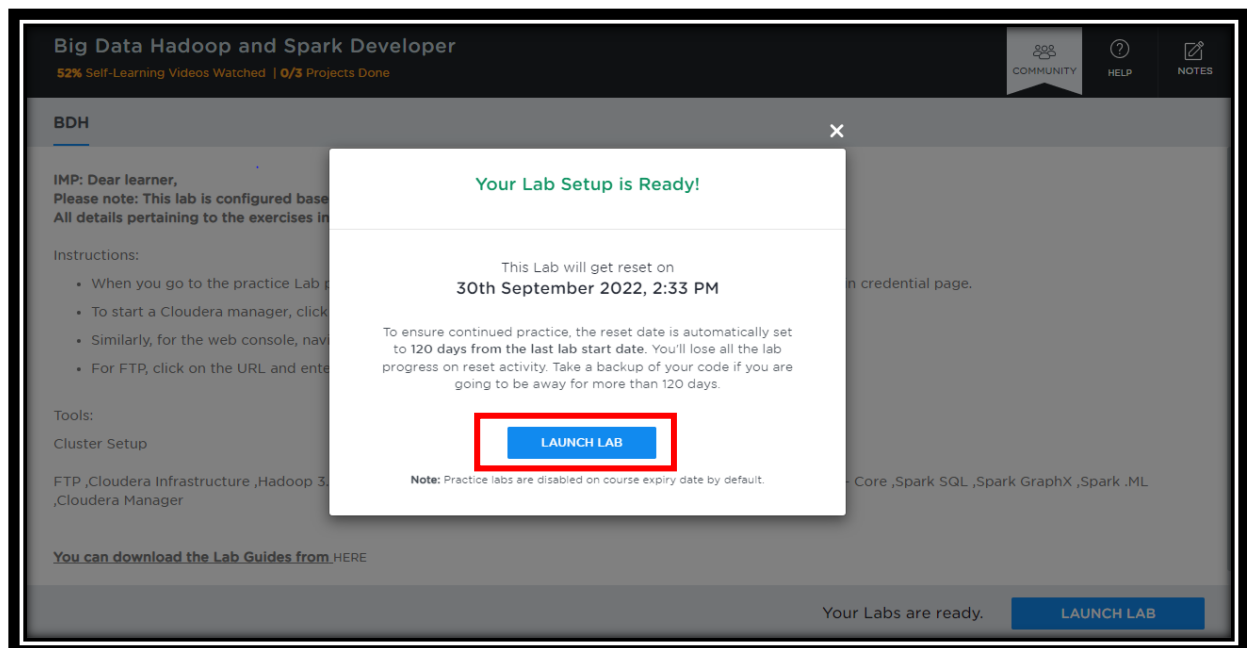 Big Data Hadoop and Spark Developer
52% Self-Learning Videos Watched | 0/3 Projects Done
COMMUNITY
HELP
NOTES
BDH
IMP: Dear learner,
Please note: This lab is configured base
All details pertaining to the exercises in
Instructions:
• When you go to the practice Lab p
n credential page.
• To start a Cloudera manager, click
• Similarly, for the web console, navi
• For FTP, click on the URL and ente
Tools:
Cluster Setup
FTP ,Cloudera Infrastructure ,Hadoop 3.
- Core ,Spark SQL ,Spark GraphX ,Spark .ML
,Cloudera Manager
You can download the Lab Guides from HERE
Your Lab Setup is Ready!
This Lab will get reset on
30th September 2022, 2:33 PM
To ensure continued practice, the reset date is automatically set
to 120 days from the last lab start date. You'll lose all the lab
progress on reset activity. Take a backup of your code if you are
going to be away for more than 120 days.
LAUNCH LAB
Note: Practice labs are disabled on course expiry date by default.
Your Labs are ready.
LAUNCH LAB